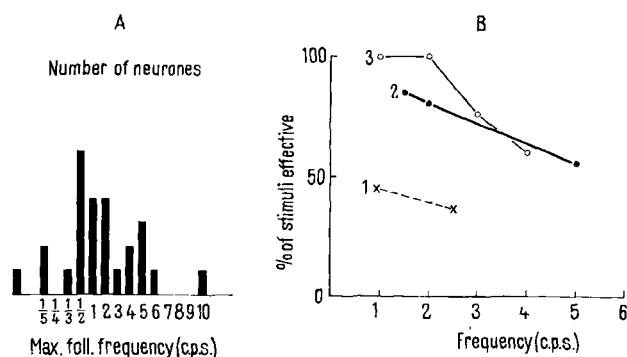 A
Number of neurones
1/5 1/4 1/3 1/2 1 2 3 4 5 6 7 8 9 10
Max. foll. frequency (c.p.s.)
B
% of stimuli effective
100
50
0
3
2
1
1 2 3 4 5 6
Frequency (c.p.s.)